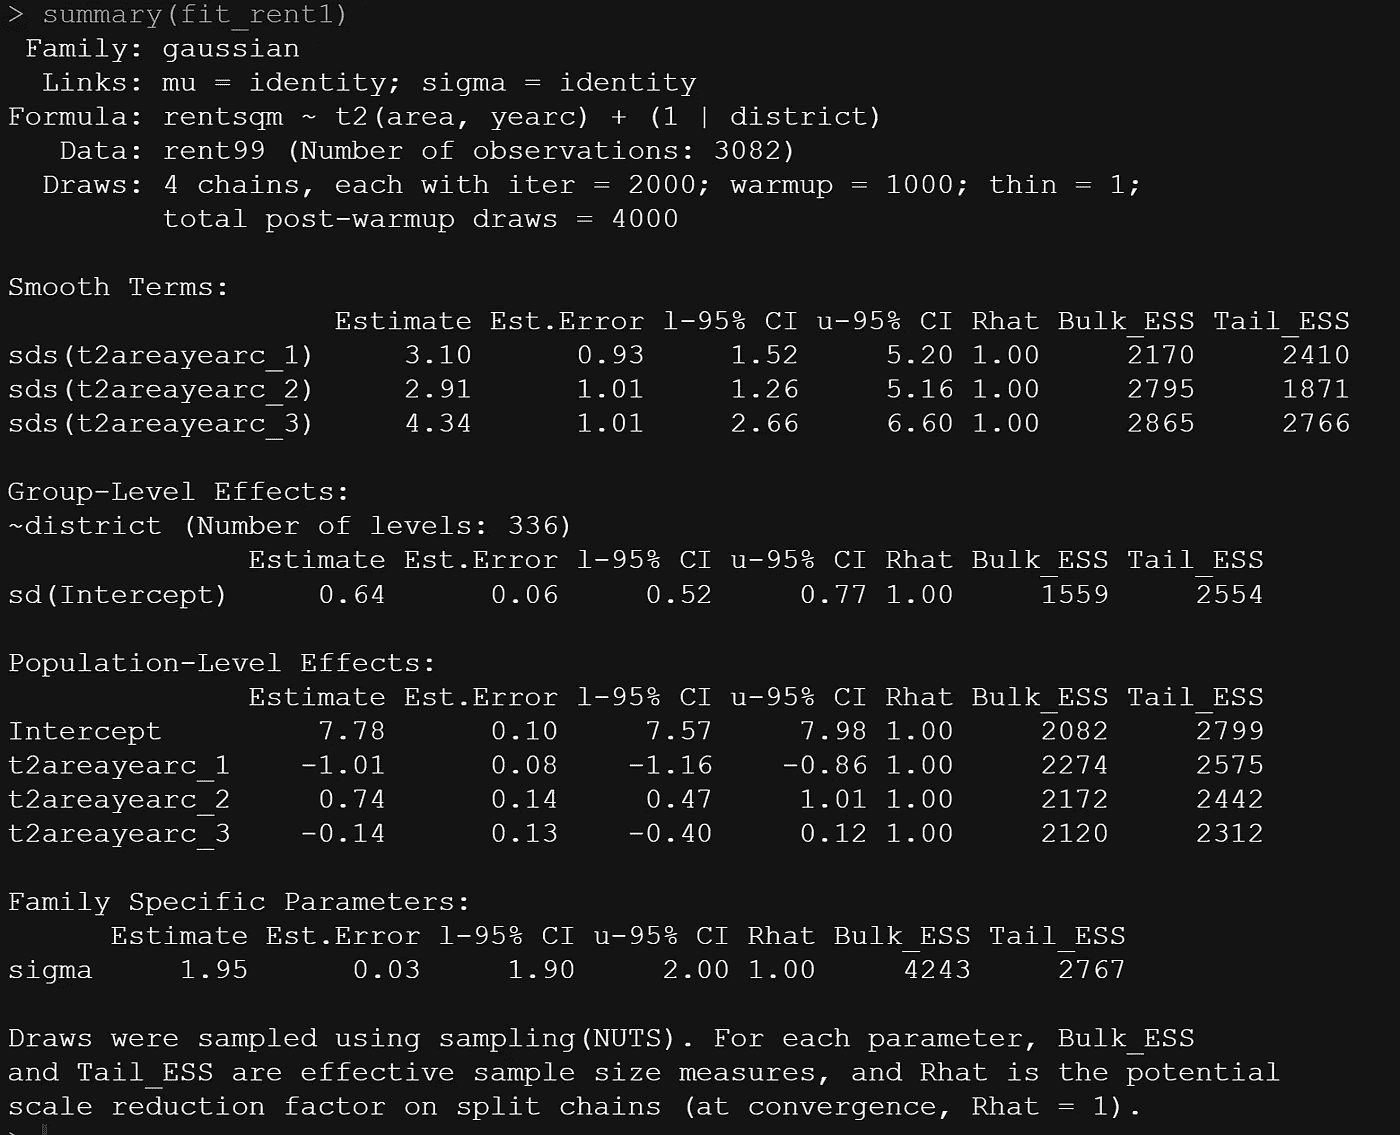 > summary(fit_rent1)
 Family: gaussian
  Links: mu = identity; sigma = identity
Formula: rentsqm ~ t2(area, yearc) + (1 | district)
   Data: rent99 (Number of observations: 3082)
  Draws: 4 chains, each with iter = 2000; warmup = 1000; thin = 1;
         total post-warmup draws = 4000

Smooth Terms:
                   Estimate Est.Error l-95% CI u-95% CI Rhat Bulk_ESS Tail_ESS
sds(t2areayearc_1)     3.10      0.93     1.52     5.20 1.00     2170     2410
sds(t2areayearc_2)     2.91      1.01     1.26     5.16 1.00     2795     1871
sds(t2areayearc_3)     4.34      1.01     2.66     6.60 1.00     2865     2766

Group-Level Effects:
~district (Number of levels: 336)
              Estimate Est.Error l-95% CI u-95% CI Rhat Bulk_ESS Tail_ESS
sd(Intercept)     0.64      0.06     0.52     0.77 1.00     1559     2554

Population-Level Effects:
              Estimate Est.Error l-95% CI u-95% CI Rhat Bulk_ESS Tail_ESS
Intercept         7.78      0.10     7.57     7.98 1.00     2082     2799
t2areayearc_1    -1.01      0.08    -1.16    -0.86 1.00     2274     2575
t2areayearc_2     0.74      0.14     0.47     1.01 1.00     2172     2442
t2areayearc_3    -0.14      0.13    -0.40     0.12 1.00     2120     2312

Family Specific Parameters:
      Estimate Est.Error l-95% CI u-95% CI Rhat Bulk_ESS Tail_ESS
sigma     1.95      0.03     1.90     2.00 1.00     4243     2767

Draws were sampled using sampling(NUTS). For each parameter, Bulk_ESS
and Tail_ESS are effective sample size measures, and Rhat is the potential
scale reduction factor on split chains (at convergence, Rhat = 1).